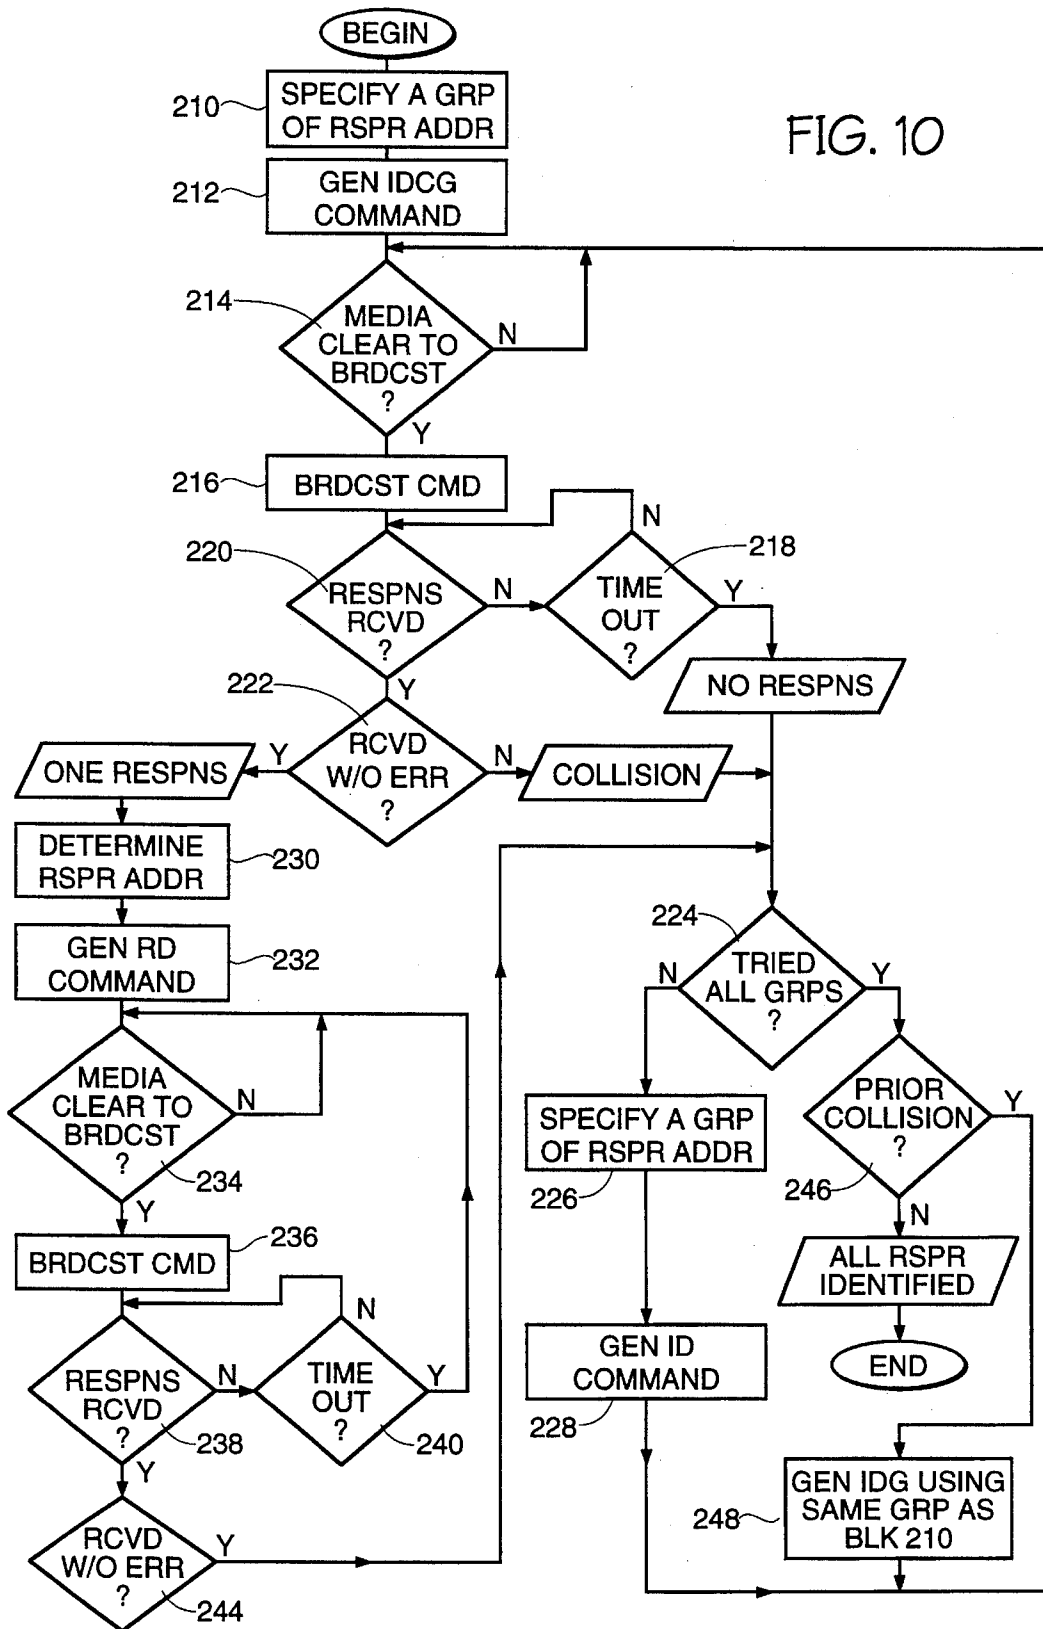 BEGIN
210
SPECIFY A GRP
OF RSPR ADDR
FIG. 10
212
GEN IDCG
COMMAND
214
MEDIA
CLEAR TO
BRDCST
?
N
Y
216
BRDCST CMD
220
RESPNS
RCVD
?
N
Y
218
TIME
OUT
?
N
Y
NO RESPNS
222
RCVD
W/O ERR
?
Y
N
ONE RESPNS
COLLISION
DETERMINE
RSPR ADDR
230
GEN RD
COMMAND
232
224
TRIED
ALL GRPS
?
N
Y
MEDIA
CLEAR TO
BRDCST
?
N
234
Y
SPECIFY A GRP
OF RSPR ADDR
226
PRIOR
COLLISION
?
Y
246
N
236
BRDCST CMD
ALL RSPR
IDENTIFIED
END
RESPNS
RCVD
?
N
238
Y
TIME
OUT
?
N
Y
240
GEN ID
COMMAND
228
GEN IDG USING
SAME GRP AS
BLK 210
248
RCVD
W/O ERR
?
Y
244